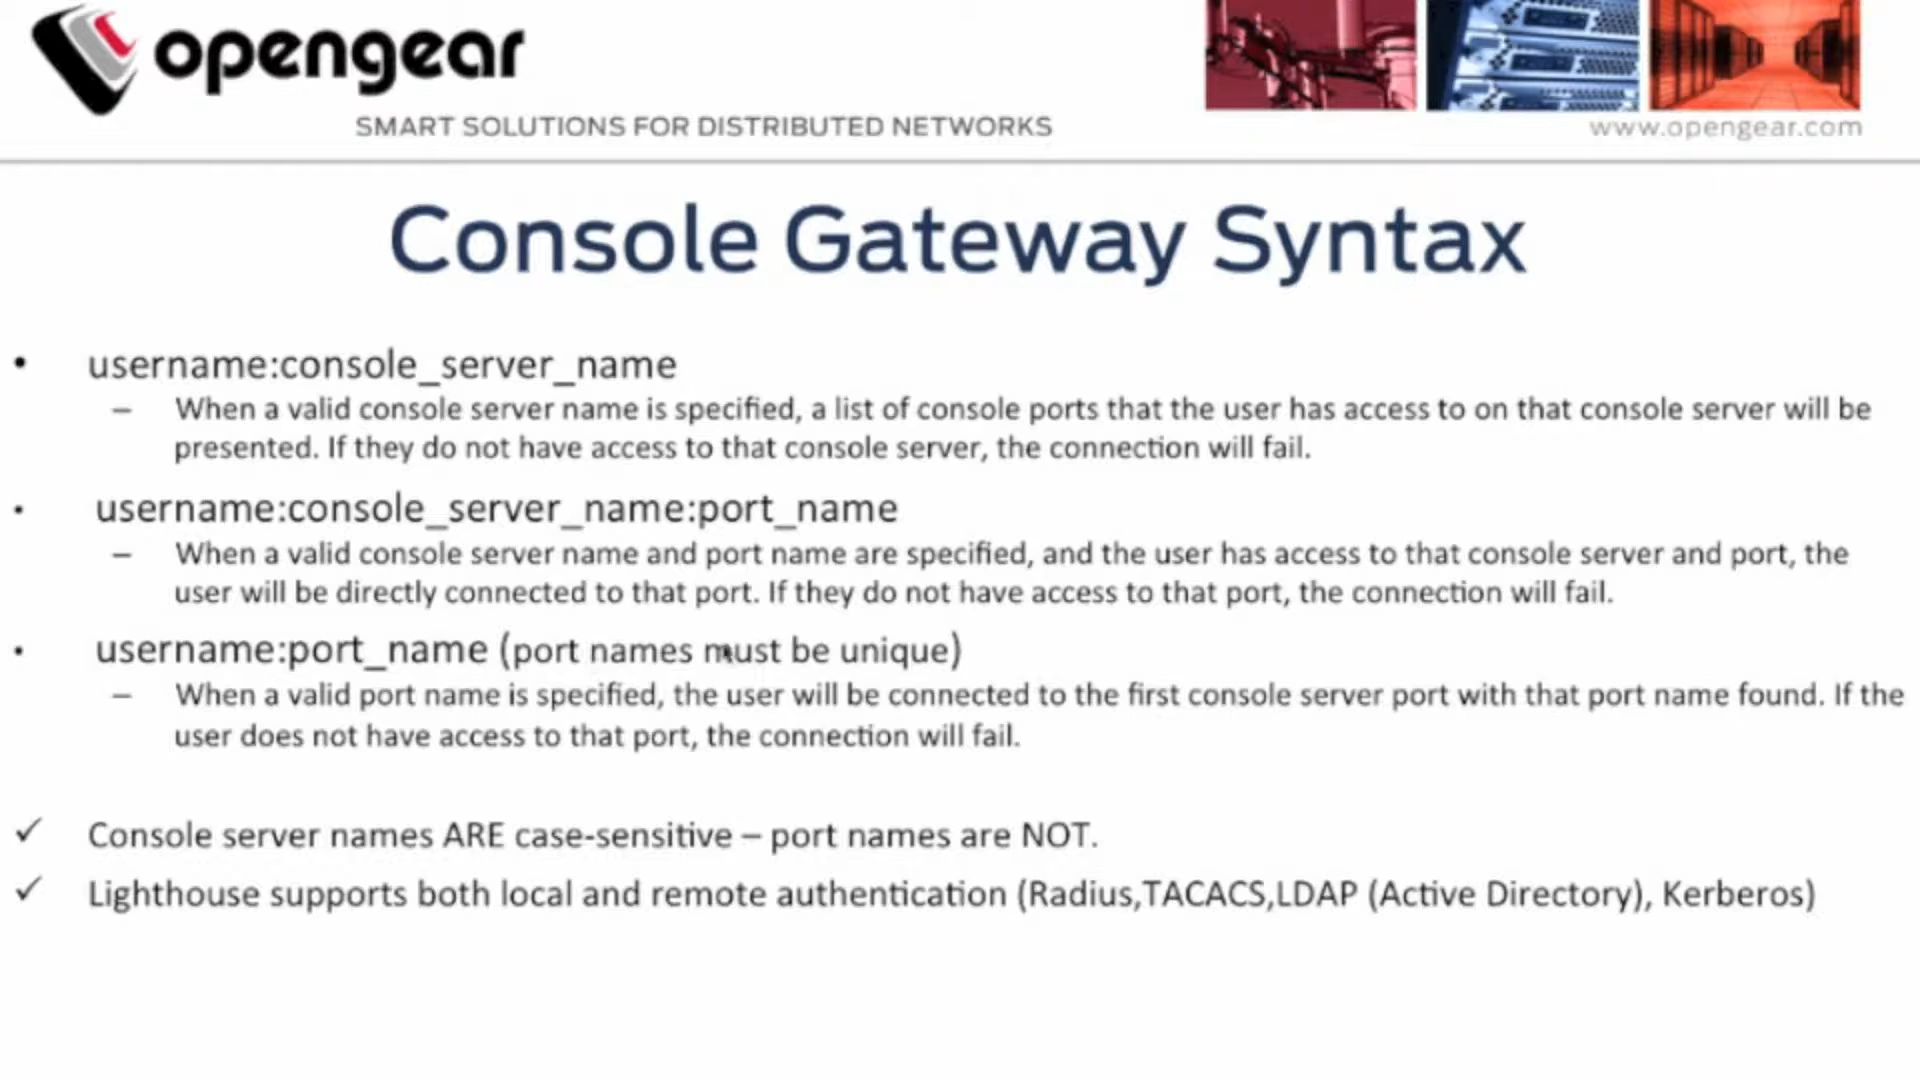 opengear
SMART SOLUTIONS FOR DISTRIBUTED NETWORKS
www.opengear.com
Console Gateway Syntax
• username:console_server_name
– When a valid console server name is specified, a list of console ports that the user has access to on that console server will be
presented. If they do not have access to that console server, the connection will fail.
• username:console_server_name:port_name
– When a valid console server name and port name are specified, and the user has access to that console server and port, the
user will be directly connected to that port. If they do not have access to that port, the connection will fail.
• username:port_name (port names must be unique)
– When a valid port name is specified, the user will be connected to the first console server port with that port name found. If the
user does not have access to that port, the connection will fail.
✓ Console server names ARE case-sensitive – port names are NOT.
✓ Lighthouse supports both local and remote authentication (Radius,TACACS,LDAP (Active Directory), Kerberos)